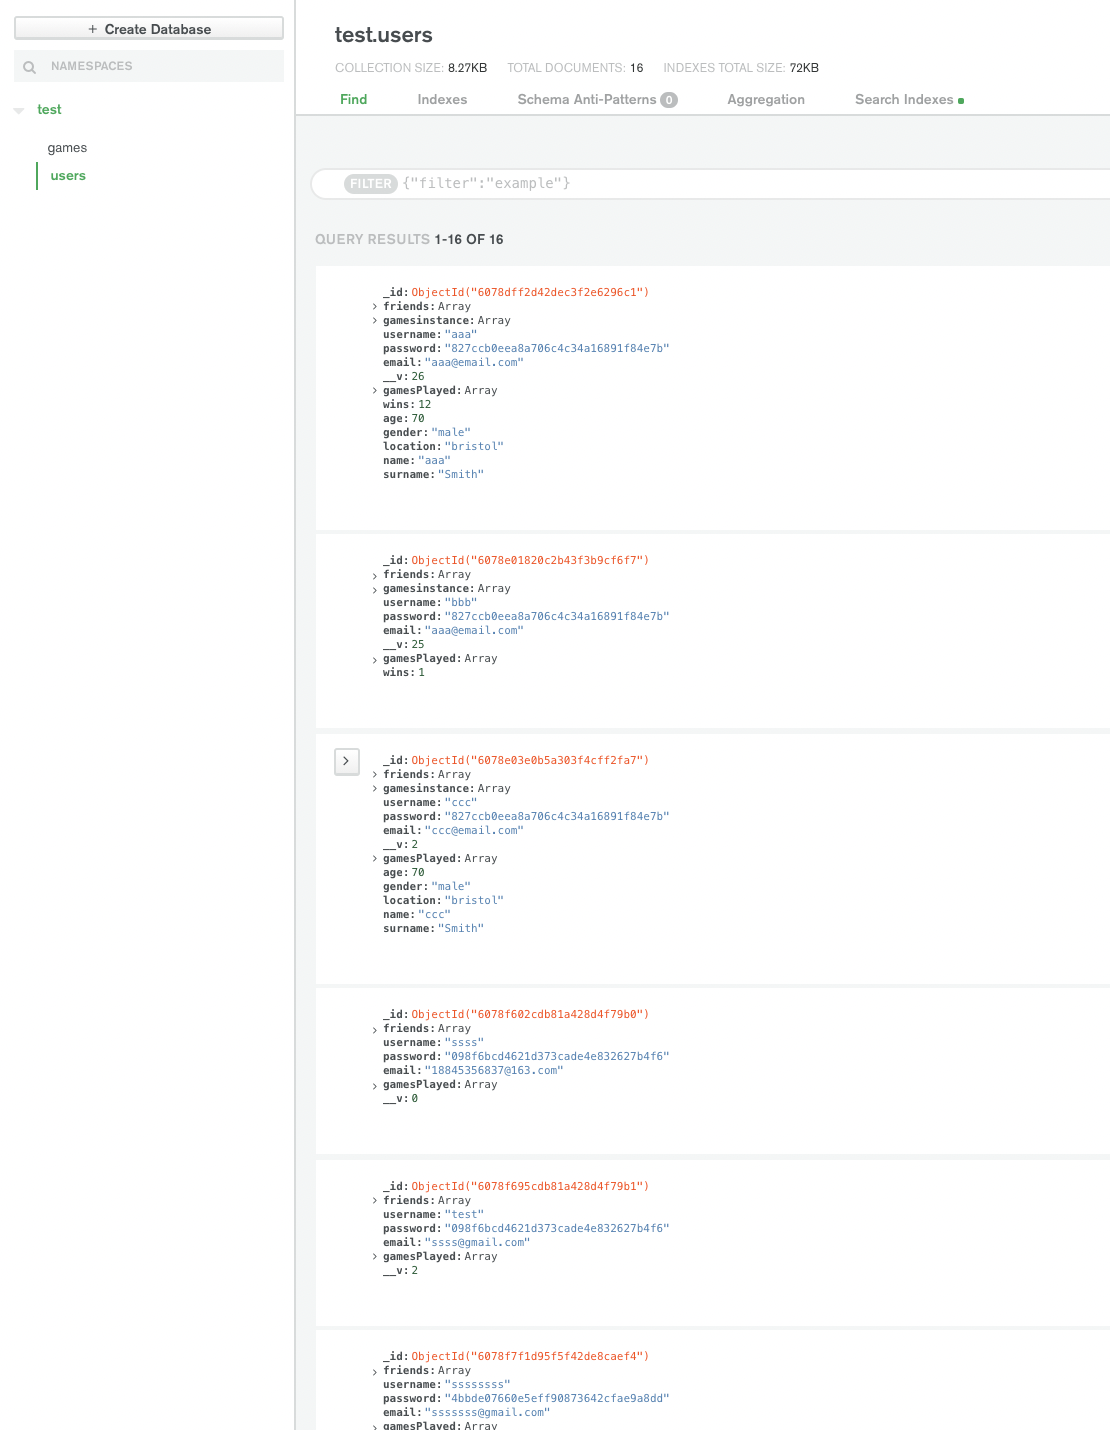 + Create Database
NAMESPACES
test
games
users
test.users
COLLECTION SIZE: 8.27KB TOTAL DOCUMENTS: 16 INDEXES TOTAL SIZE: 72KB
Find Indexes Schema Anti-Patterns 0 Aggregation Search Indexes
FILTER {"filter":"example"}
QUERY RESULTS 1-16 OF 16
_id: ObjectId("6078dff2d42dec3f2e6296c1")
> friends: Array
> gamesinstance: Array
username: "aaa"
password: "827ccb0eea8a706c4c34a16891f84e7b"
email: "aaa@email.com"
__v: 26
> gamesPlayed: Array
wins: 12
age: 70
gender: "male"
location: "bristol"
name: "aaa"
surname: "Smith"
_id: ObjectId("6078e01820c2b43f3b9cf6f7")
> friends: Array
> gamesinstance: Array
username: "bbb"
password: "827ccb0eea8a706c4c34a16891f84e7b"
email: "aaa@email.com"
__v: 25
> gamesPlayed: Array
wins: 1
> _id: ObjectId("6078e03e0b5a303f4cff2fa7")
> friends: Array
> gamesinstance: Array
username: "ccc"
password: "827ccb0eea8a706c4c34a16891f84e7b"
email: "ccc@email.com"
__v: 2
> gamesPlayed: Array
age: 70
gender: "male"
location: "bristol"
name: "ccc"
surname: "Smith"
_id: ObjectId("6078f602cdb81a428d4f79b0")
> friends: Array
username: "ssss"
password: "098f6bcd4621d373cade4e832627b4f6"
email: "18845356837@163.com"
> gamesPlayed: Array
__v: 0
_id: ObjectId("6078f695cdb81a428d4f79b1")
> friends: Array
username: "test"
password: "098f6bcd4621d373cade4e832627b4f6"
email: "ssss@gmail.com"
> gamesPlayed: Array
__v: 2
_id: ObjectId("6078f7f1d95f5f42de8caef4")
> friends: Array
username: "ssssssss"
password: "4bbde07660e5eff90873642cfae9a8dd"
email: "sssssss@gmail.com"
> gamesPlayed: Array